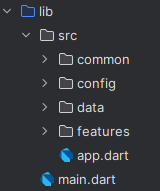 lib
src
common
config
data
features
app.dart
main.dart